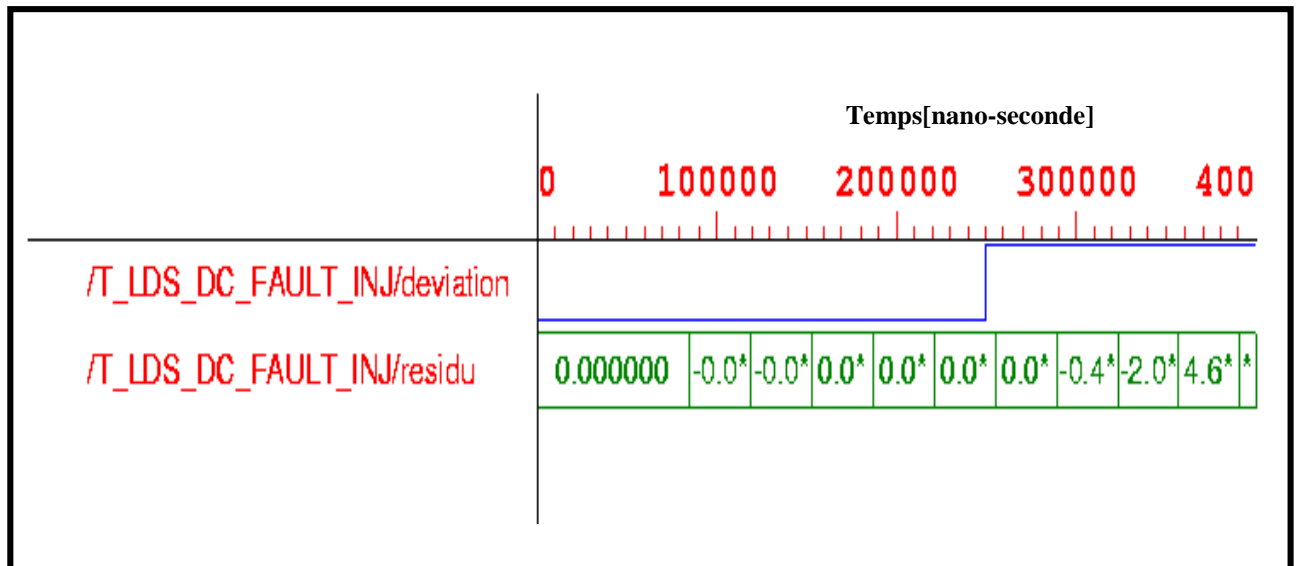 Temps[nano-seconde]
0 100000 200000 300000 400
/T_LDS_DC_FAULT_INJ/deviation
/T_LDS_DC_FAULT_INJ/residu 0.000000 -0.0* -0.0* 0.0* 0.0* 0.0* 0.0* -0.4* -2.0* 4.6* *